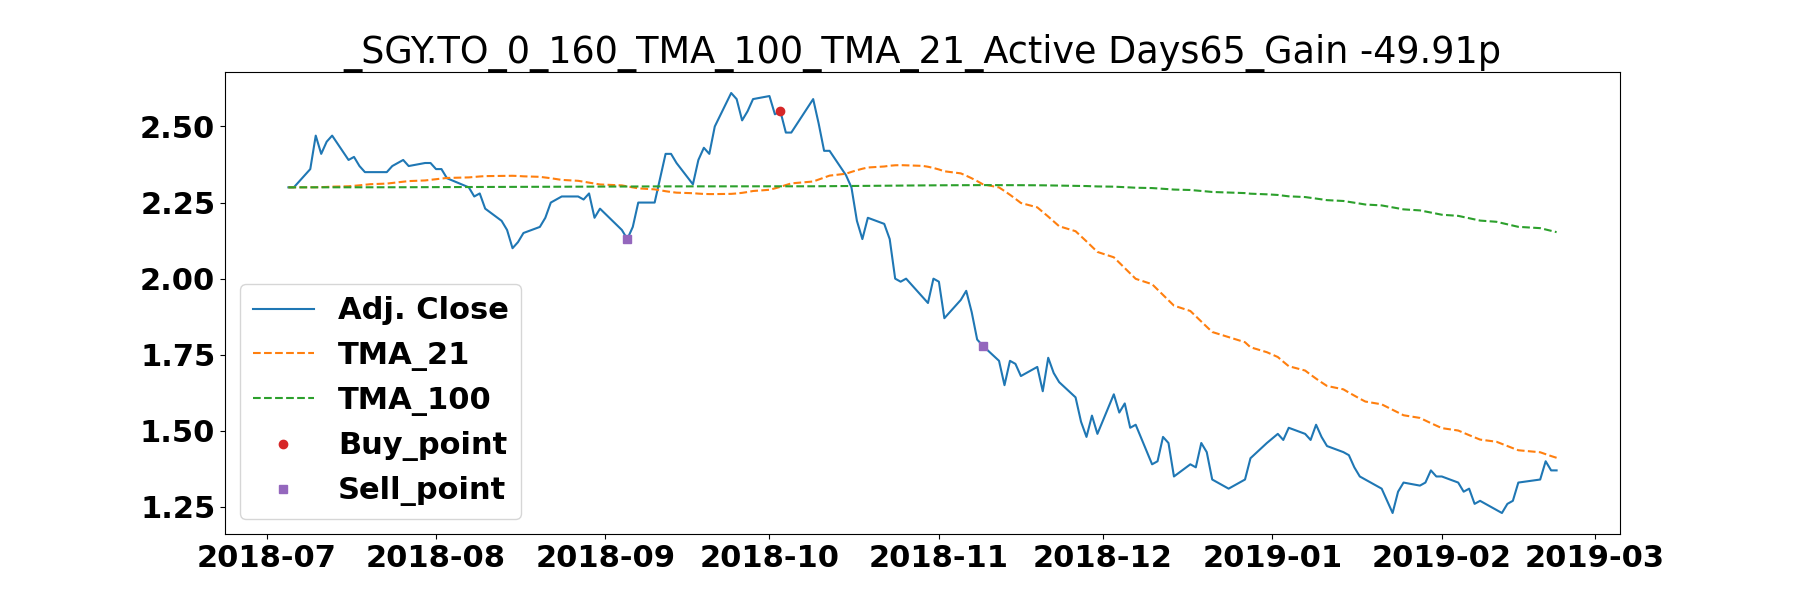 _SGY.TO_0_160_TMA_100_TMA_21_Active Days65_Gain -49.91p
2.50
2.25
2.00
1.75
1.50
1.25
Adj. Close
TMA_21
TMA_100
Buy_point
Sell_point
2018-07 2018-08 2018-09 2018-10 2018-11 2018-12 2019-01 2019-02 2019-03